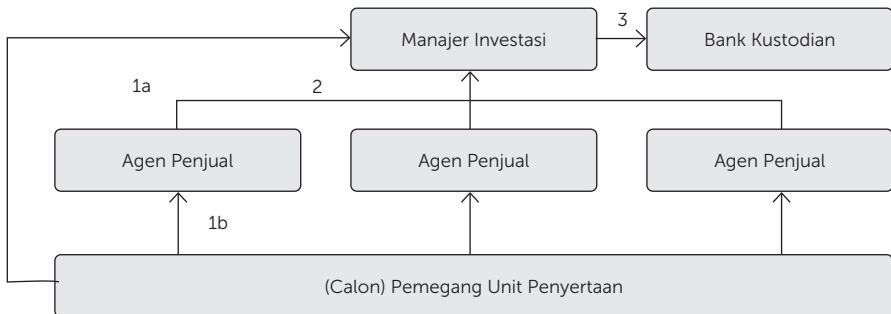 Manajer Investasi
3
Bank Kustodian
1a
2
Agen Penjual
Agen Penjual
Agen Penjual
1b
(Calon) Pemegang Unit Penyertaan